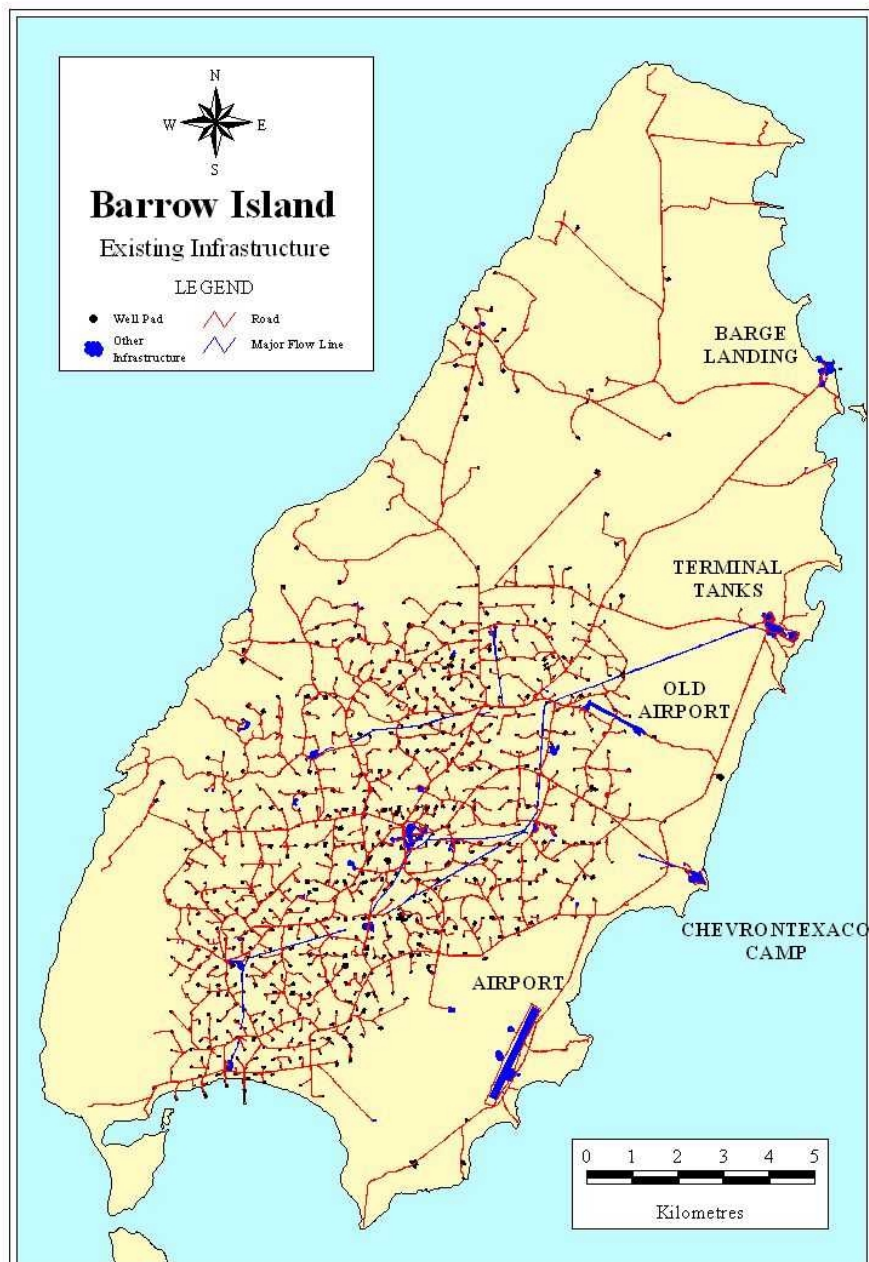 N
W E
S
Barrow Island
Existing Infrastructure
LEGEND
Well Pad
Road
Other
Infrastructure
Major Flow Line
BARGE
LANDING
TERMINAL
TANKS
OLD
AIRPORT
CHEVRONTEXACO
CAMP
AIRPORT
0 1 2 3 4 5
Kilometres